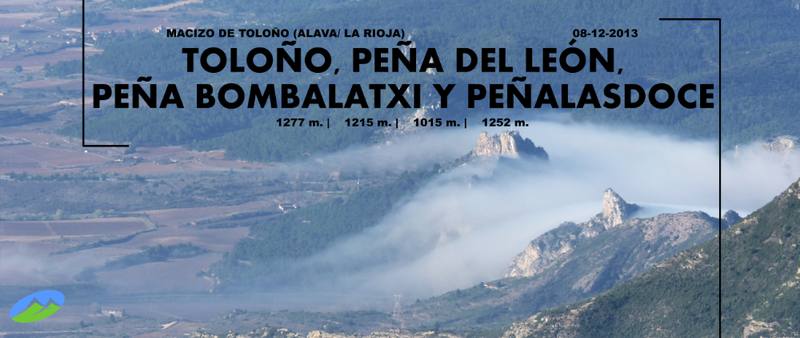 MACIZO DE TOLOÑO (ALAVA/ LA RIOJA) 08-12-2013
TOLOÑO, PEÑA DEL LEÓN,
PEÑA BOMBALATXI Y PEÑALASDOCE
1277 m. | 1215 m. | 1015 m. | 1252 m.